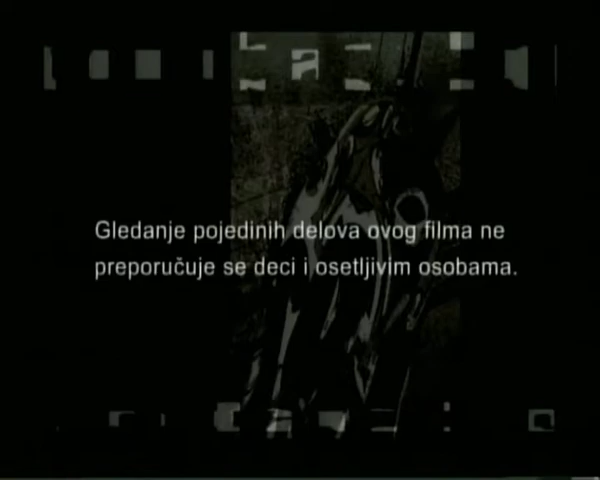 Gledanje pojedinih delova ovog filma ne
preporučuje se deci i osetljivim osobama.